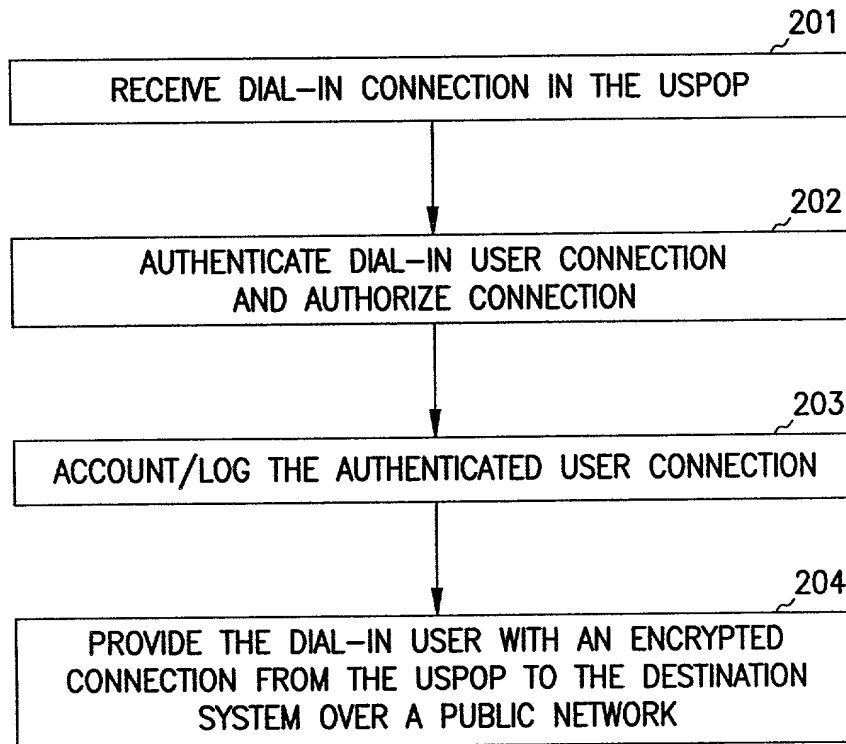 201
RECEIVE DIAL-IN CONNECTION IN THE USPOP
202
AUTHENTICATE DIAL-IN USER CONNECTION
AND AUTHORIZE CONNECTION
203
ACCOUNT/LOG THE AUTHENTICATED USER CONNECTION
204
PROVIDE THE DIAL-IN USER WITH AN ENCRYPTED
CONNECTION FROM THE USPOP TO THE DESTINATION
SYSTEM OVER A PUBLIC NETWORK